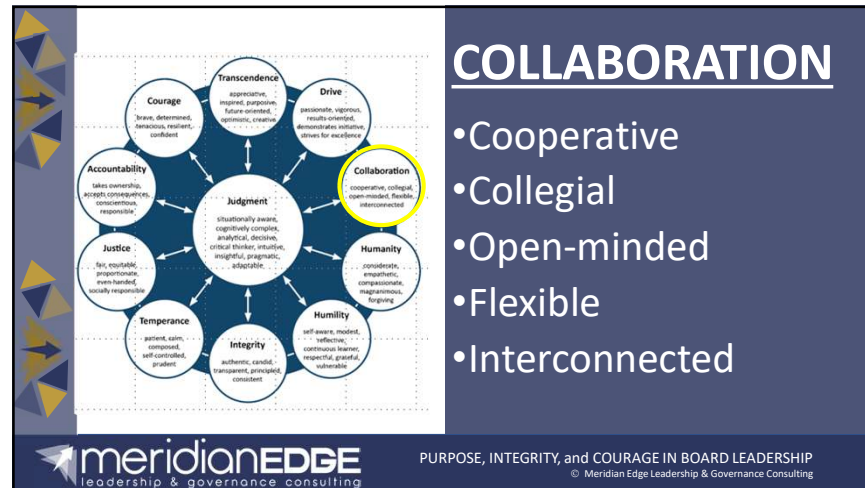 COLLABORATION
•Cooperative
•Collegial
•Open-minded
•Flexible
•Interconnected
Transcendence
appreciative,
inspired, purposive,
future-oriented,
optimistic, creative
Drive
passionate, vigorous,
results-oriented,
demonstrates initiative,
strives for excellence
Collaboration
cooperative, collegial,
open-minded, flexible,
interconnected
Humanity
considerate,
empathetic,
compassionate,
magnanimous,
forgiving
Humility
self-aware, modest,
reflective,
continuous learner,
respectful, grateful,
vulnerable
Integrity
authentic, candid,
transparent, principled,
consistent
Temperance
patient, calm,
composed,
self-controlled,
prudent
Justice
fair, equitable,
proportionate,
even-handed,
socially responsible
Accountability
takes ownership,
accepts consequences,
conscientious,
responsible
Courage
brave, determined,
tenacious, resilient,
confident
Judgment
situationally aware,
cognitively complex,
analytical, decisive,
critical thinker, intuitive,
insightful, pragmatic,
adaptable
meridianEDGE
leadership & governance consulting
PURPOSE, INTEGRITY, and COURAGE IN BOARD LEADERSHIP
© Meridian Edge Leadership & Governance Consulting